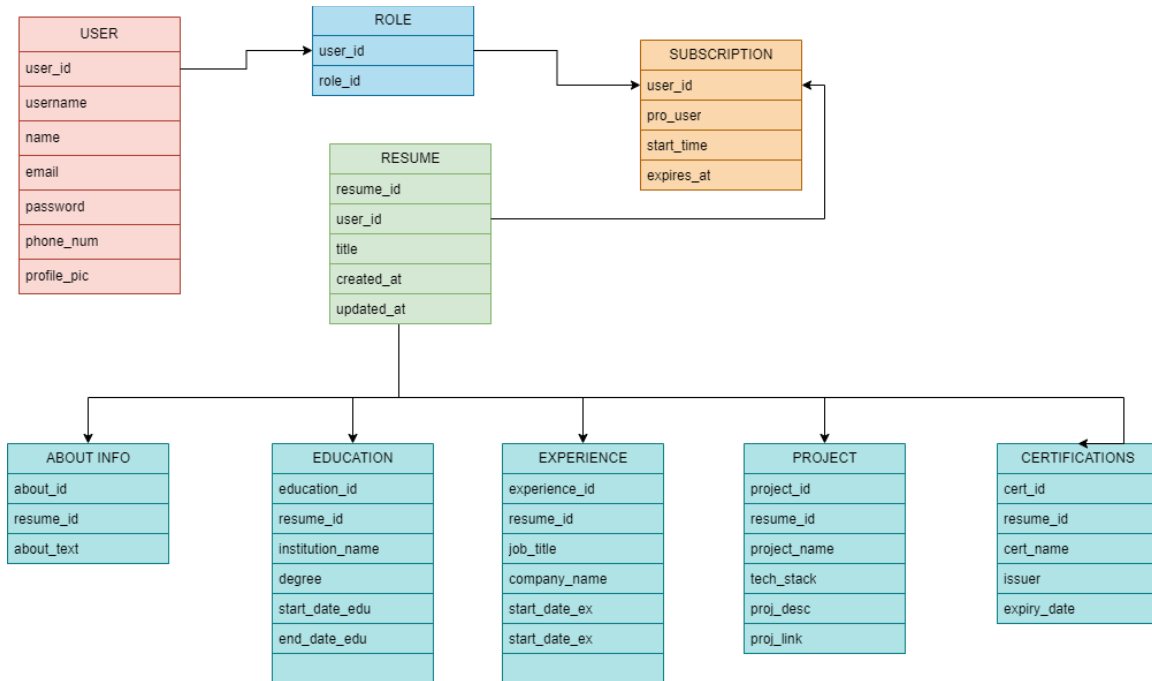 USER
user_id
username
name
email
password
phone_num
profile_pic
ROLE
user_id
role_id
SUBSCRIPTION
user_id
pro_user
start_time
expires_at
RESUME
resume_id
user_id
title
created_at
updated_at
ABOUT INFO
about_id
resume_id
about_text
EDUCATION
education_id
resume_id
institution_name
degree
start_date_edu
end_date_edu
EXPERIENCE
experience_id
resume_id
job_title
company_name
start_date_ex
start_date_ex
PROJECT
project_id
resume_id
project_name
tech_stack
proj_desc
proj_link
CERTIFICATIONS
cert_id
resume_id
cert_name
issuer
expiry_date